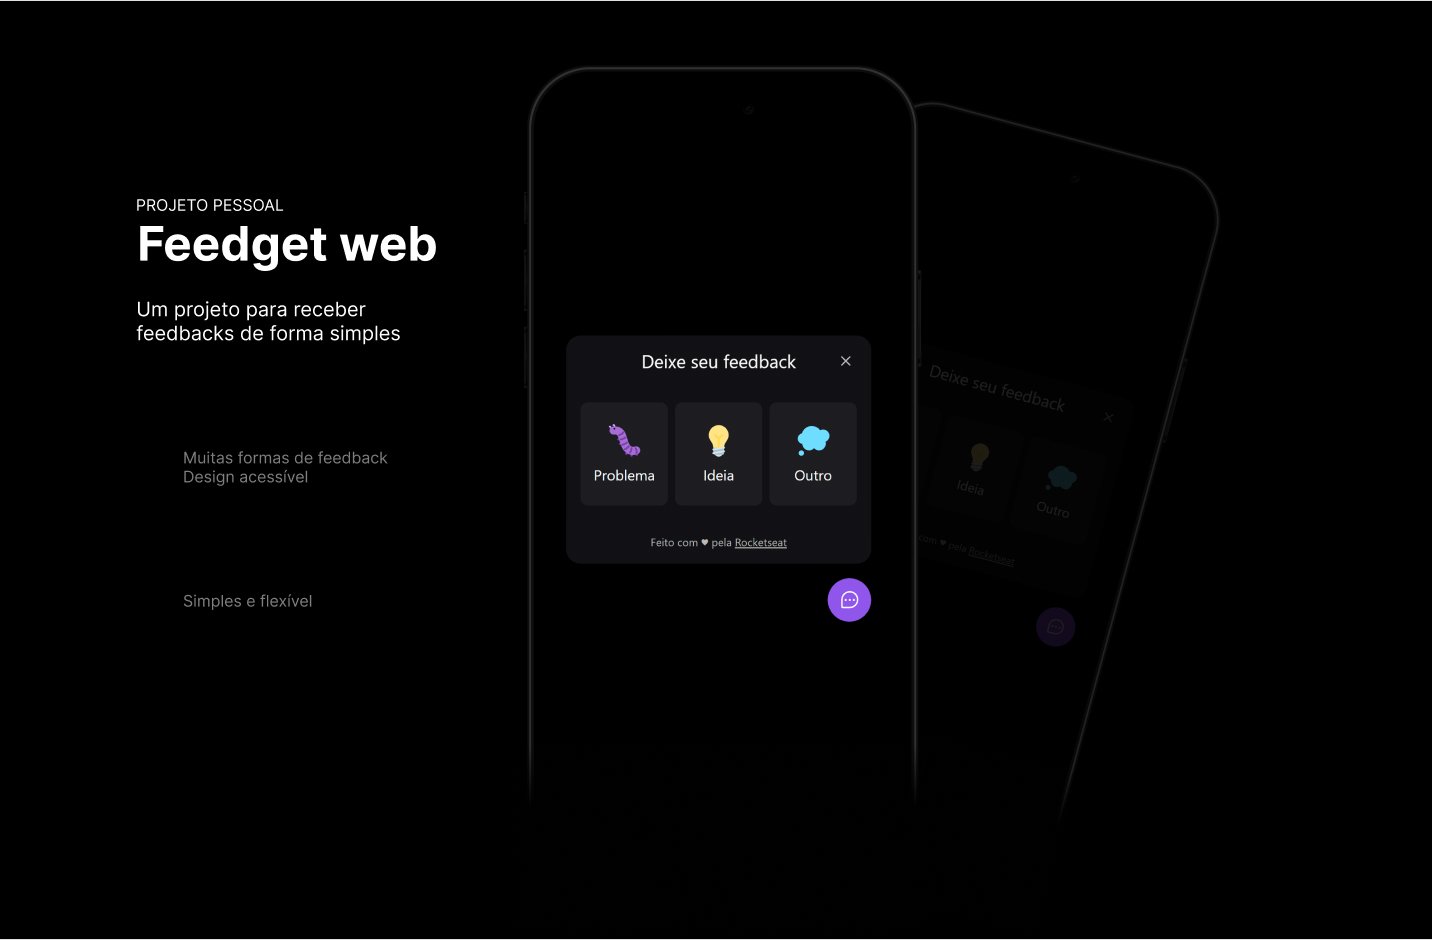 PROJETO PESSOAL
Feedget web
Um projeto para receber
feedbacks de forma simples
Muitas formas de feedback
Design acessível
Simples e flexível
Deixe seu feedback
Problema
Ideia
Outro
Feito com ♥ pela Rocketseat
Deixe seu feedback
Ideia
Outro
com ♥ pela Rocketseat